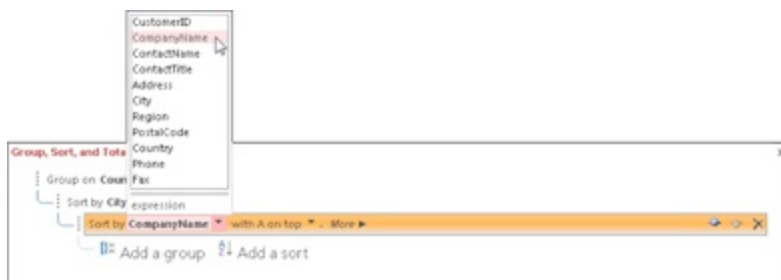 CustomerID
CompanyName
ContactName
ContactTitle
Address
City
Region
PostalCode
Country
Phone
Fax
expression
Group, Sort, and Tota
Group on Coun
Sort by City
Sort by CompanyName with A on top , More
Add a group Add a sort